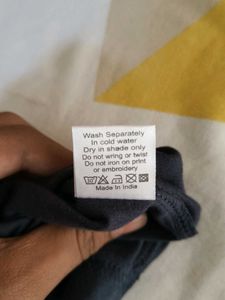 Wash Separately
In cold water
Dry in shade only
Do not wring or twist
Do not iron on print
or embroidery
Made In India